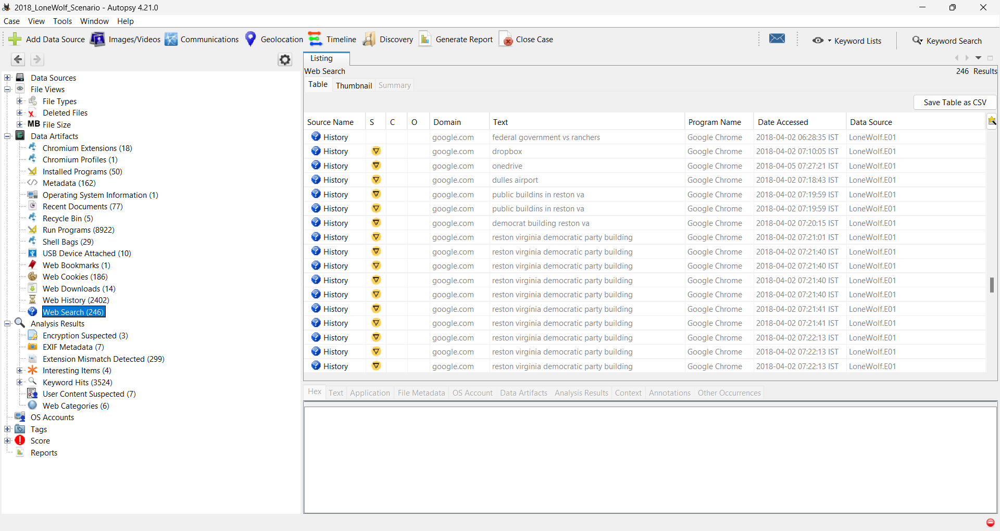 2018_LoneWolf_Scenario - Autopsy 4.21.0
Case View Tools Window Help
Add Data Source Images/Videos Communications Geolocation Timeline Discovery Generate Report Close Case Keyword Lists Keyword Search
Data Sources
File Views
File Types
Deleted Files
MB File Size
Data Artifacts
Chromium Extensions (18)
Chromium Profiles (1)
Installed Programs (50)
Metadata (162)
Operating System Information (1)
Recent Documents (77)
Recycle Bin (5)
Run Programs (8922)
Shell Bags (29)
USB Device Attached (10)
Web Bookmarks (1)
Web Cookies (186)
Web Downloads (14)
Web History (2402)
Web Search (246)
Analysis Results
Encryption Suspected (3)
EXIF Metadata (7)
Extension Mismatch Detected (299)
Interesting Items (4)
Keyword Hits (3524)
User Content Suspected (7)
Web Categories (6)
OS Accounts
Tags
Score
Reports
Listing
Web Search 246 Results
Table Thumbnail Summary
Save Table as CSV
Source Name S C O Domain Text Program Name Date Accessed Data Source
History google.com federal government vs ranchers Google Chrome 2018-04-02 06:28:35 IST LoneWolf.E01
History google.com dropbox Google Chrome 2018-04-02 07:10:05 IST LoneWolf.E01
History google.com onedrive Google Chrome 2018-04-05 07:27:21 IST LoneWolf.E01
History google.com dulles airport Google Chrome 2018-04-02 07:18:43 IST LoneWolf.E01
History google.com public buildins in reston va Google Chrome 2018-04-02 07:19:59 IST LoneWolf.E01
History google.com public buildins in reston va Google Chrome 2018-04-02 07:19:59 IST LoneWolf.E01
History google.com democrat building reston va Google Chrome 2018-04-02 07:20:15 IST LoneWolf.E01
History google.com reston virginia democratic party building Google Chrome 2018-04-02 07:21:01 IST LoneWolf.E01
History google.com reston virginia democratic party building Google Chrome 2018-04-02 07:21:40 IST LoneWolf.E01
History google.com reston virginia democratic party building Google Chrome 2018-04-02 07:21:40 IST LoneWolf.E01
History google.com reston virginia democratic party building Google Chrome 2018-04-02 07:21:40 IST LoneWolf.E01
History google.com reston virginia democratic party building Google Chrome 2018-04-02 07:21:40 IST LoneWolf.E01
History google.com reston virginia democratic party building Google Chrome 2018-04-02 07:21:41 IST LoneWolf.E01
History google.com reston virginia democratic party building Google Chrome 2018-04-02 07:21:41 IST LoneWolf.E01
History google.com reston virginia democratic party building Google Chrome 2018-04-02 07:22:13 IST LoneWolf.E01
History google.com reston virginia democratic party building Google Chrome 2018-04-02 07:22:13 IST LoneWolf.E01
History google.com reston virginia democratic party building Google Chrome 2018-04-02 07:22:13 IST LoneWolf.E01
Hex Text Application File Metadata OS Account Data Artifacts Analysis Results Context Annotations Other Occurrences